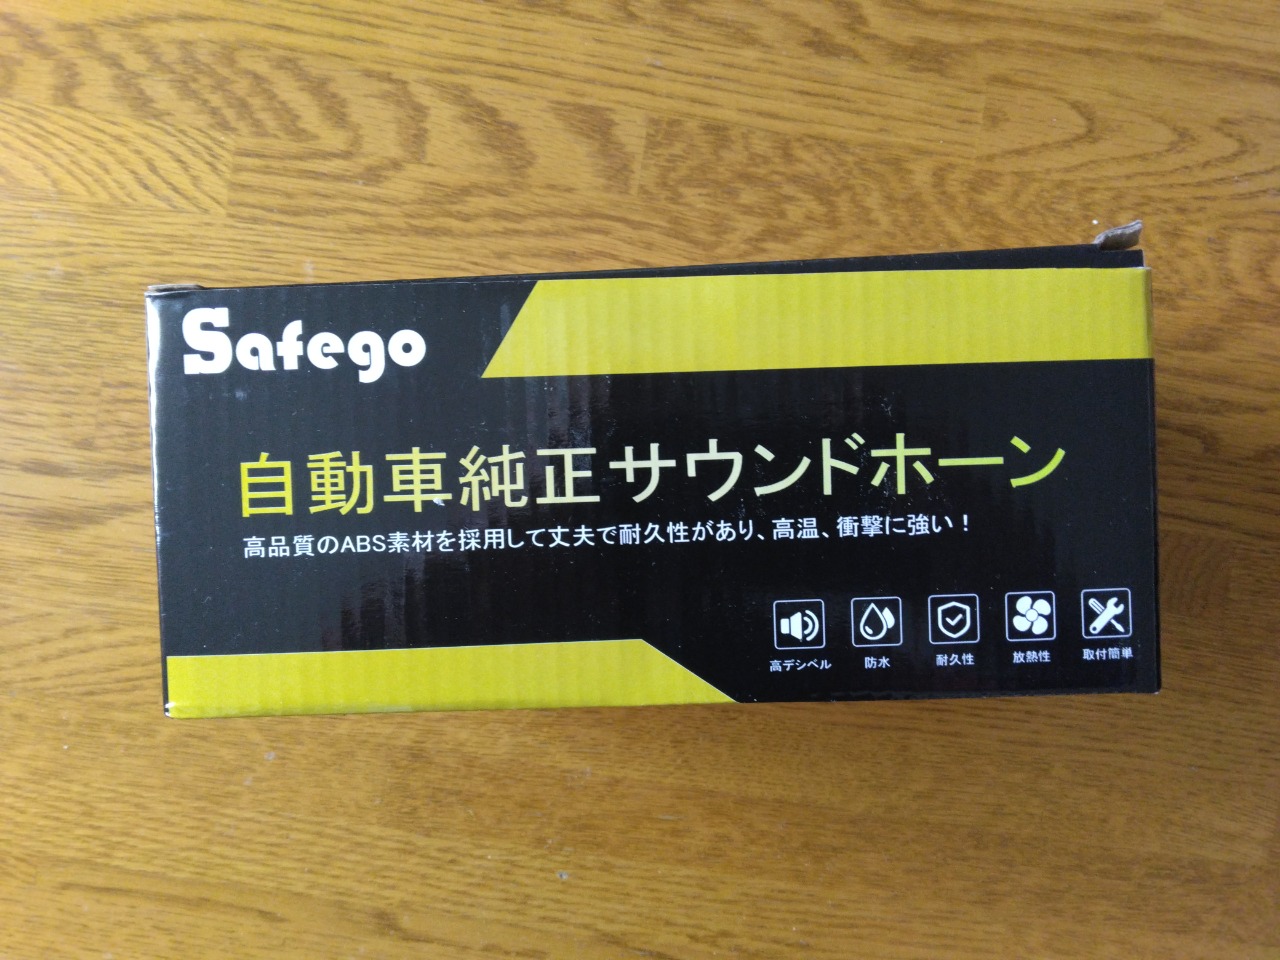 Safego
自動車純正サウンドホーン
高品質のABS素材を採用して丈夫で耐久性があり、高温、衝撃に強い！
高デシベル 防水 耐久性 放熱性 取付簡単